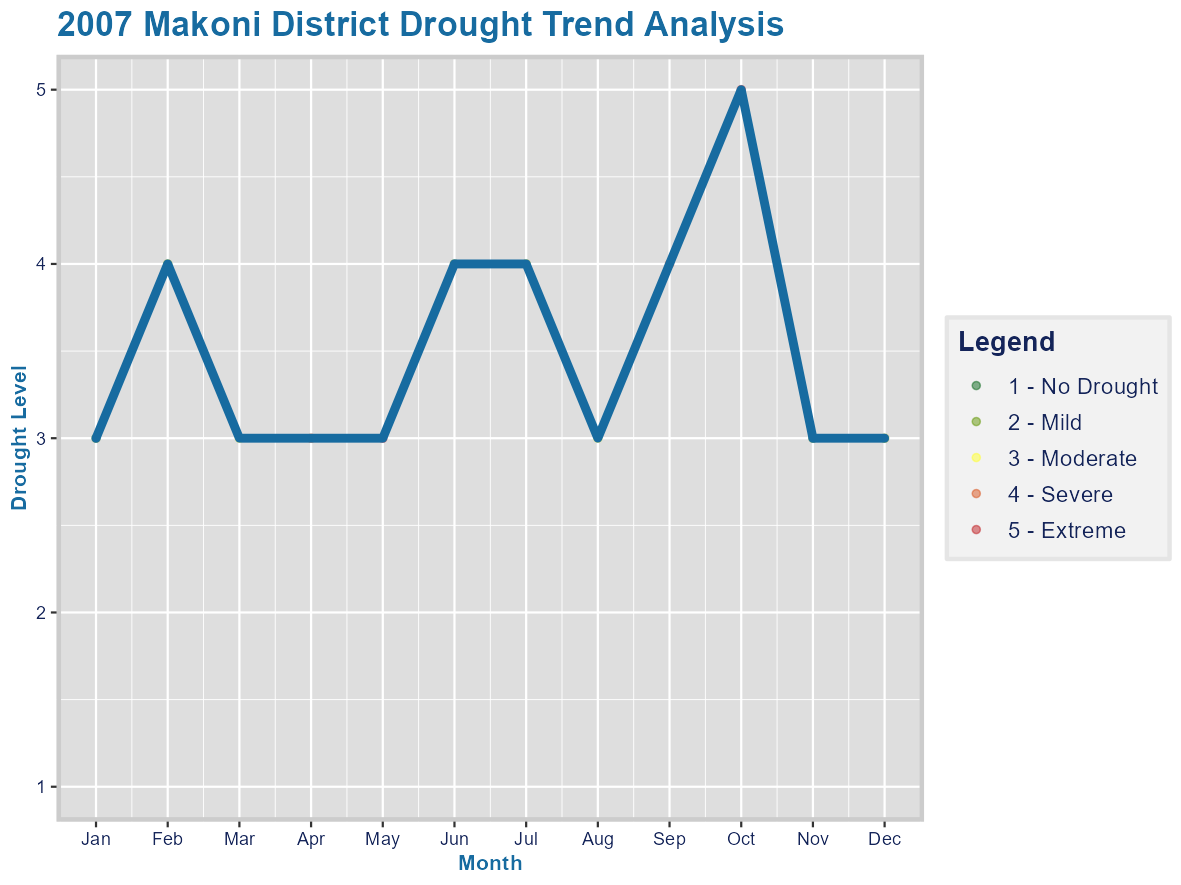 2007 Makoni District Drought Trend Analysis
5
4
3
2
1
Drought Level
Jan Feb Mar Apr May Jun Jul Aug Sep Oct Nov Dec
Month
Legend
1 - No Drought
2 - Mild
3 - Moderate
4 - Severe
5 - Extreme